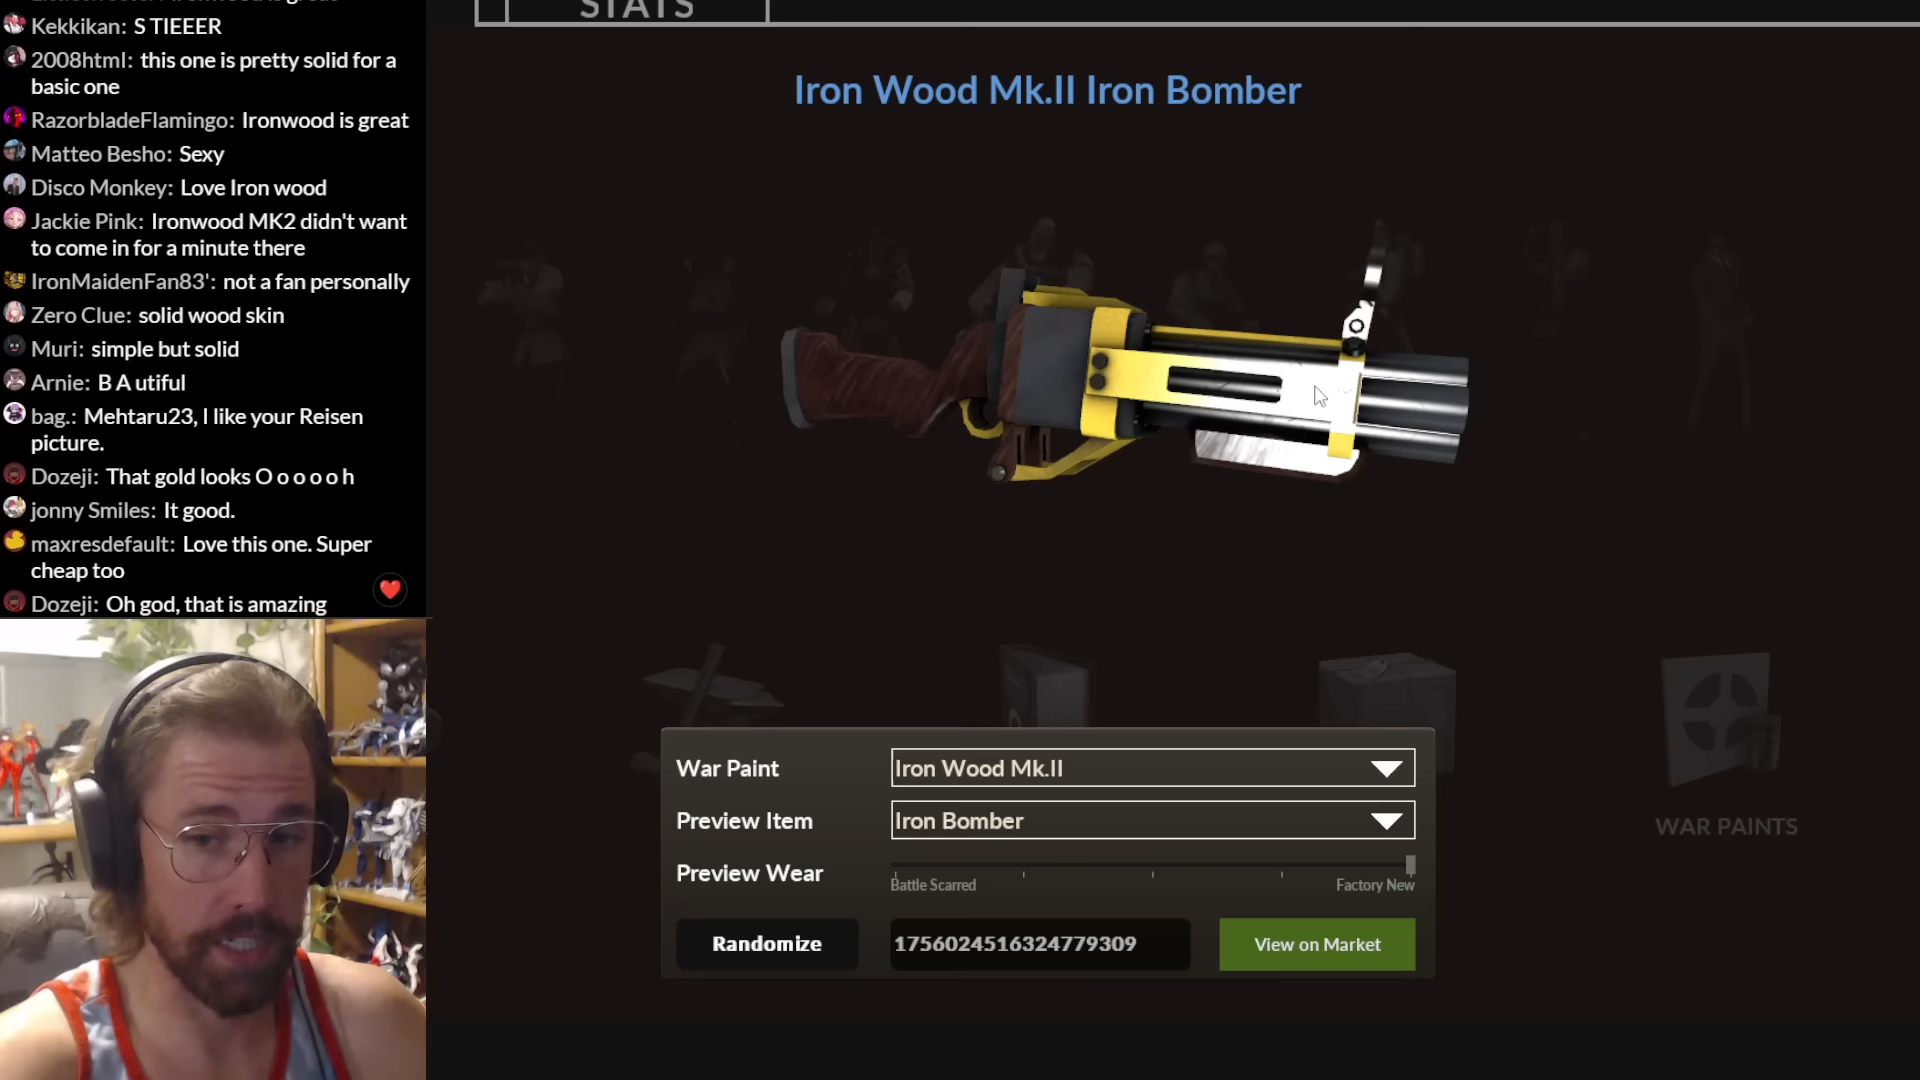 Kekkikan: S TIEEER
2008html: this one is pretty solid for a
basic one
RazorbladeFlamingo: Ironwood is great
Matteo Besho: Sexy
Disco Monkey: Love Iron wood
Jackie Pink: Ironwood MK2 didn't want
to come in for a minute there
IronMaidenFan83': not a fan personally
Zero Clue: solid wood skin
Muri: simple but solid
Arnie: B A utiful
bag.: Mehtaru23, I like your Reisen
picture.
Dozeji: That gold looks O o o o o h
jonny Smiles: It good.
maxresdefault: Love this one. Super
cheap too
Dozeji: Oh god, that is amazing
STATS
Iron Wood Mk.II Iron Bomber
War Paint
Iron Wood Mk.II
Preview Item
Iron Bomber
Preview Wear
Battle Scarred
Factory New
Randomize
1756024516324779309
View on Market
WAR PAINTS